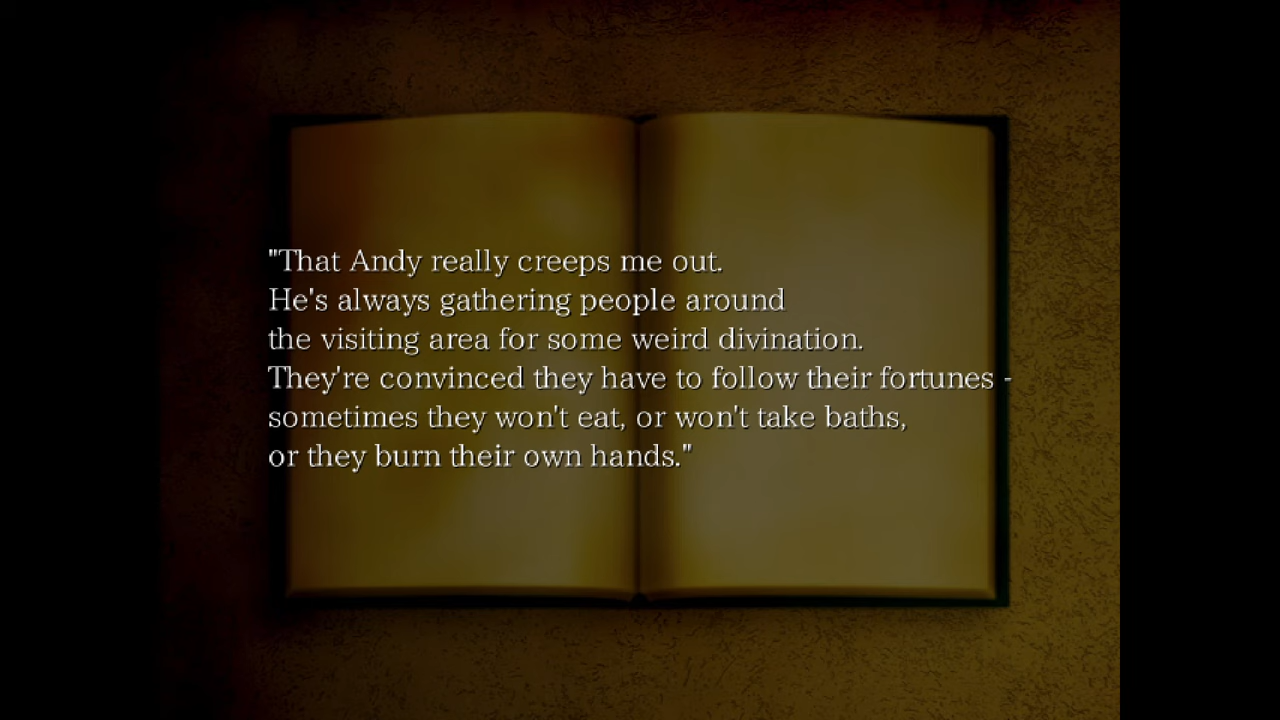 "That Andy really creeps me out.
He's always gathering people around
the visiting area for some weird divination.
They're convinced they have to follow their fortunes -
sometimes they won't eat, or won't take baths,
or they burn their own hands."